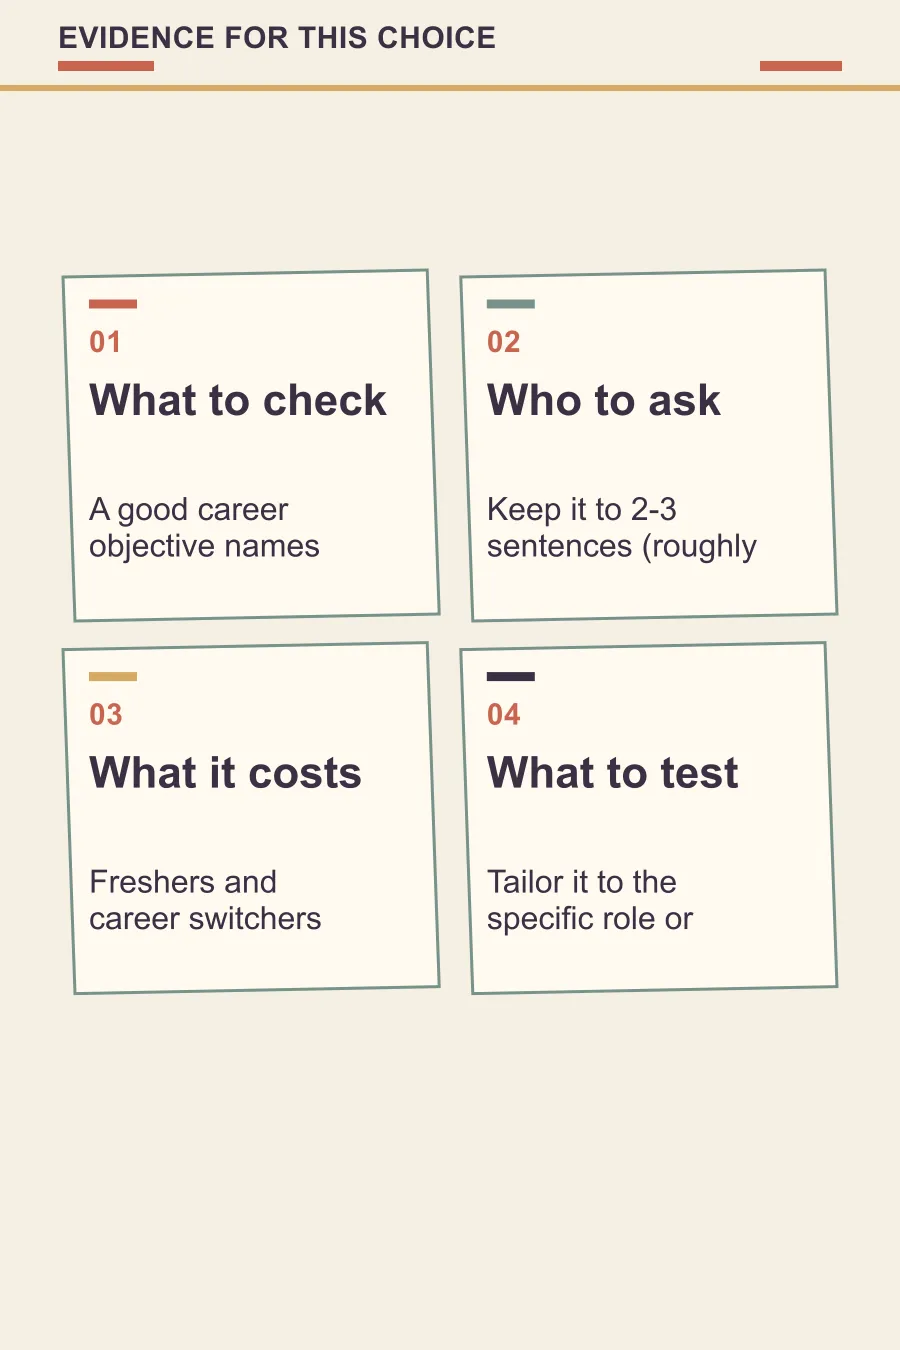 EVIDENCE FOR THIS CHOICE
01
What to check
A good career
objective names
02
Who to ask
Keep it to 2-3
sentences (roughly
03
What it costs
Freshers and
career switchers
04
What to test
Tailor it to the
specific role or